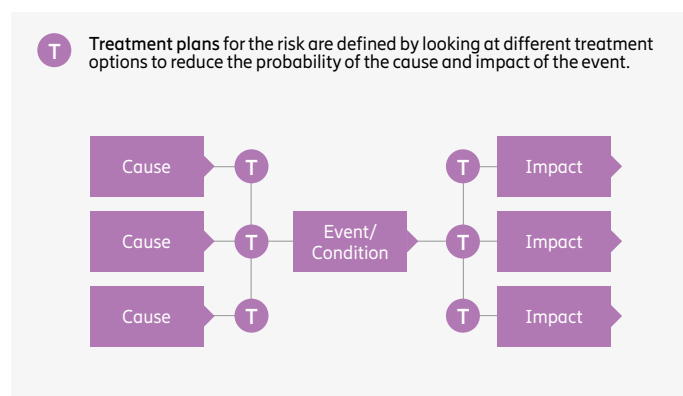 T
Treatment plans for the risk are defined by looking at different treatment
options to reduce the probability of the cause and impact of the event.
Cause
T
T
Impact
Cause
T
Event/
Condition
T
Impact
Cause
T
T
Impact